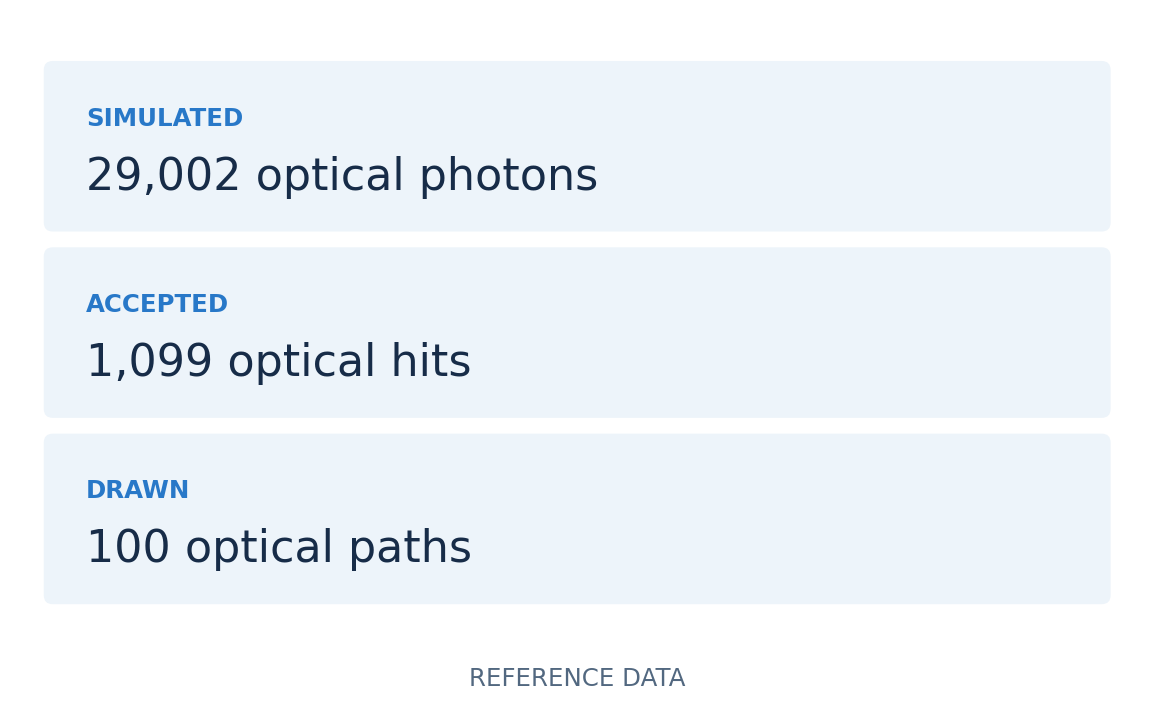 SIMULATED
29,002 optical photons
ACCEPTED
1,099 optical hits
DRAWN
100 optical paths
REFERENCE DATA